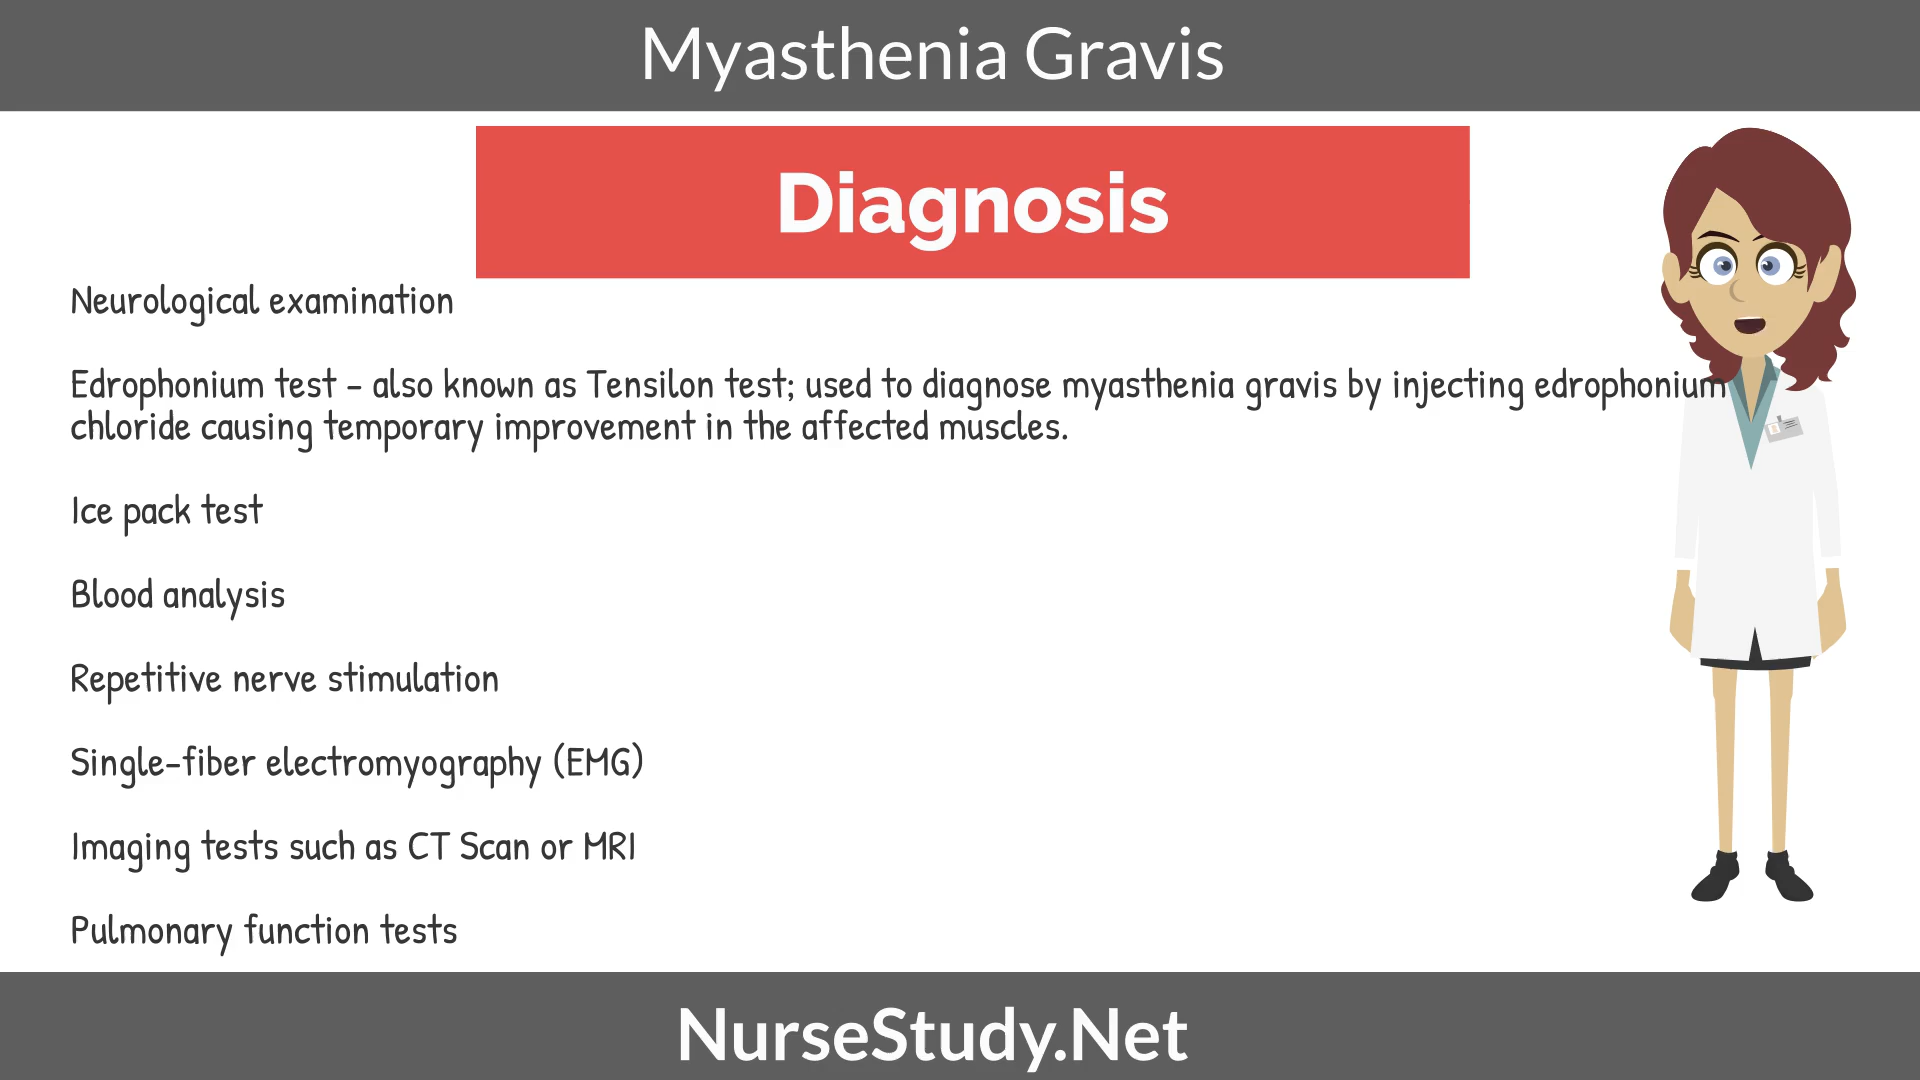 Myasthenia Gravis
Diagnosis
Neurological examination
Edrophonium test - also known as Tensilon test; used to diagnose myasthenia gravis by injecting edrophonium
chloride causing temporary improvement in the affected muscles.
Ice pack test
Blood analysis
Repetitive nerve stimulation
Single-fiber electromyography (EMG)
Imaging tests such as CT Scan or MRI
Pulmonary function tests
NurseStudy.Net